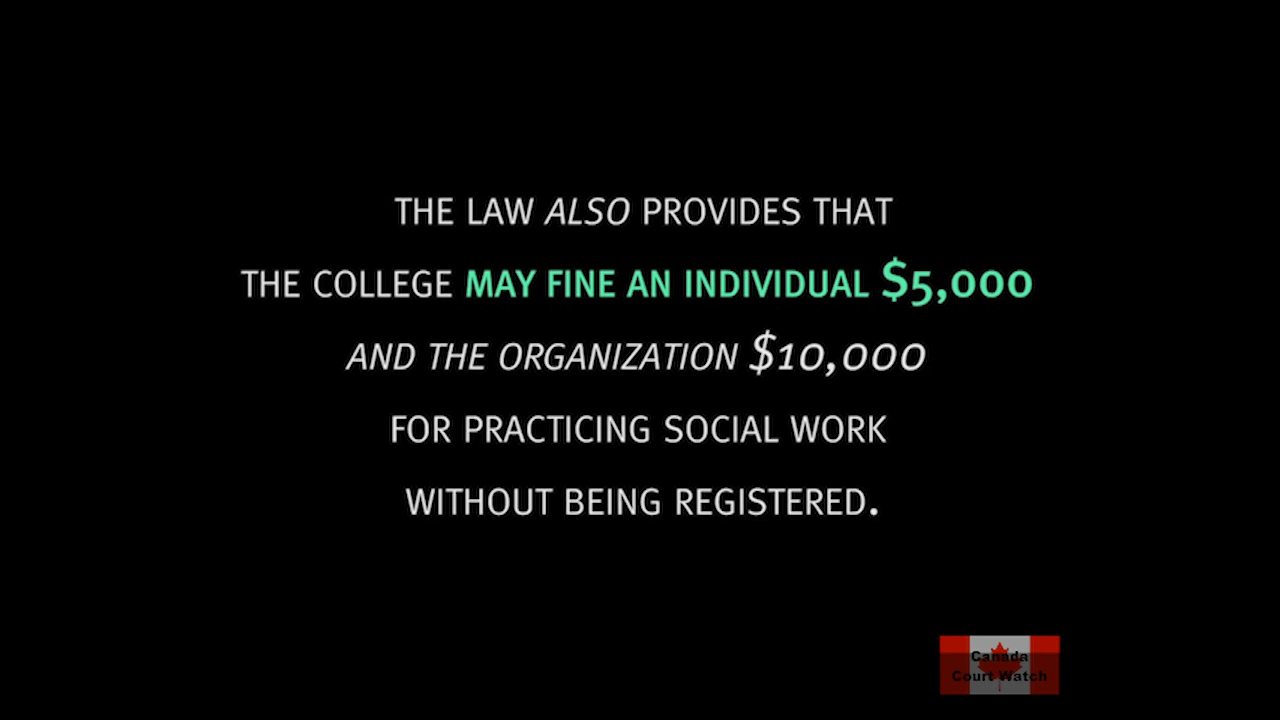 THE LAW ALSO PROVIDES THAT
THE COLLEGE MAY FINE AN INDIVIDUAL $5,000
AND THE ORGANIZATION $10,000
FOR PRACTICING SOCIAL WORK
WITHOUT BEING REGISTERED.
Canada
Court Watch